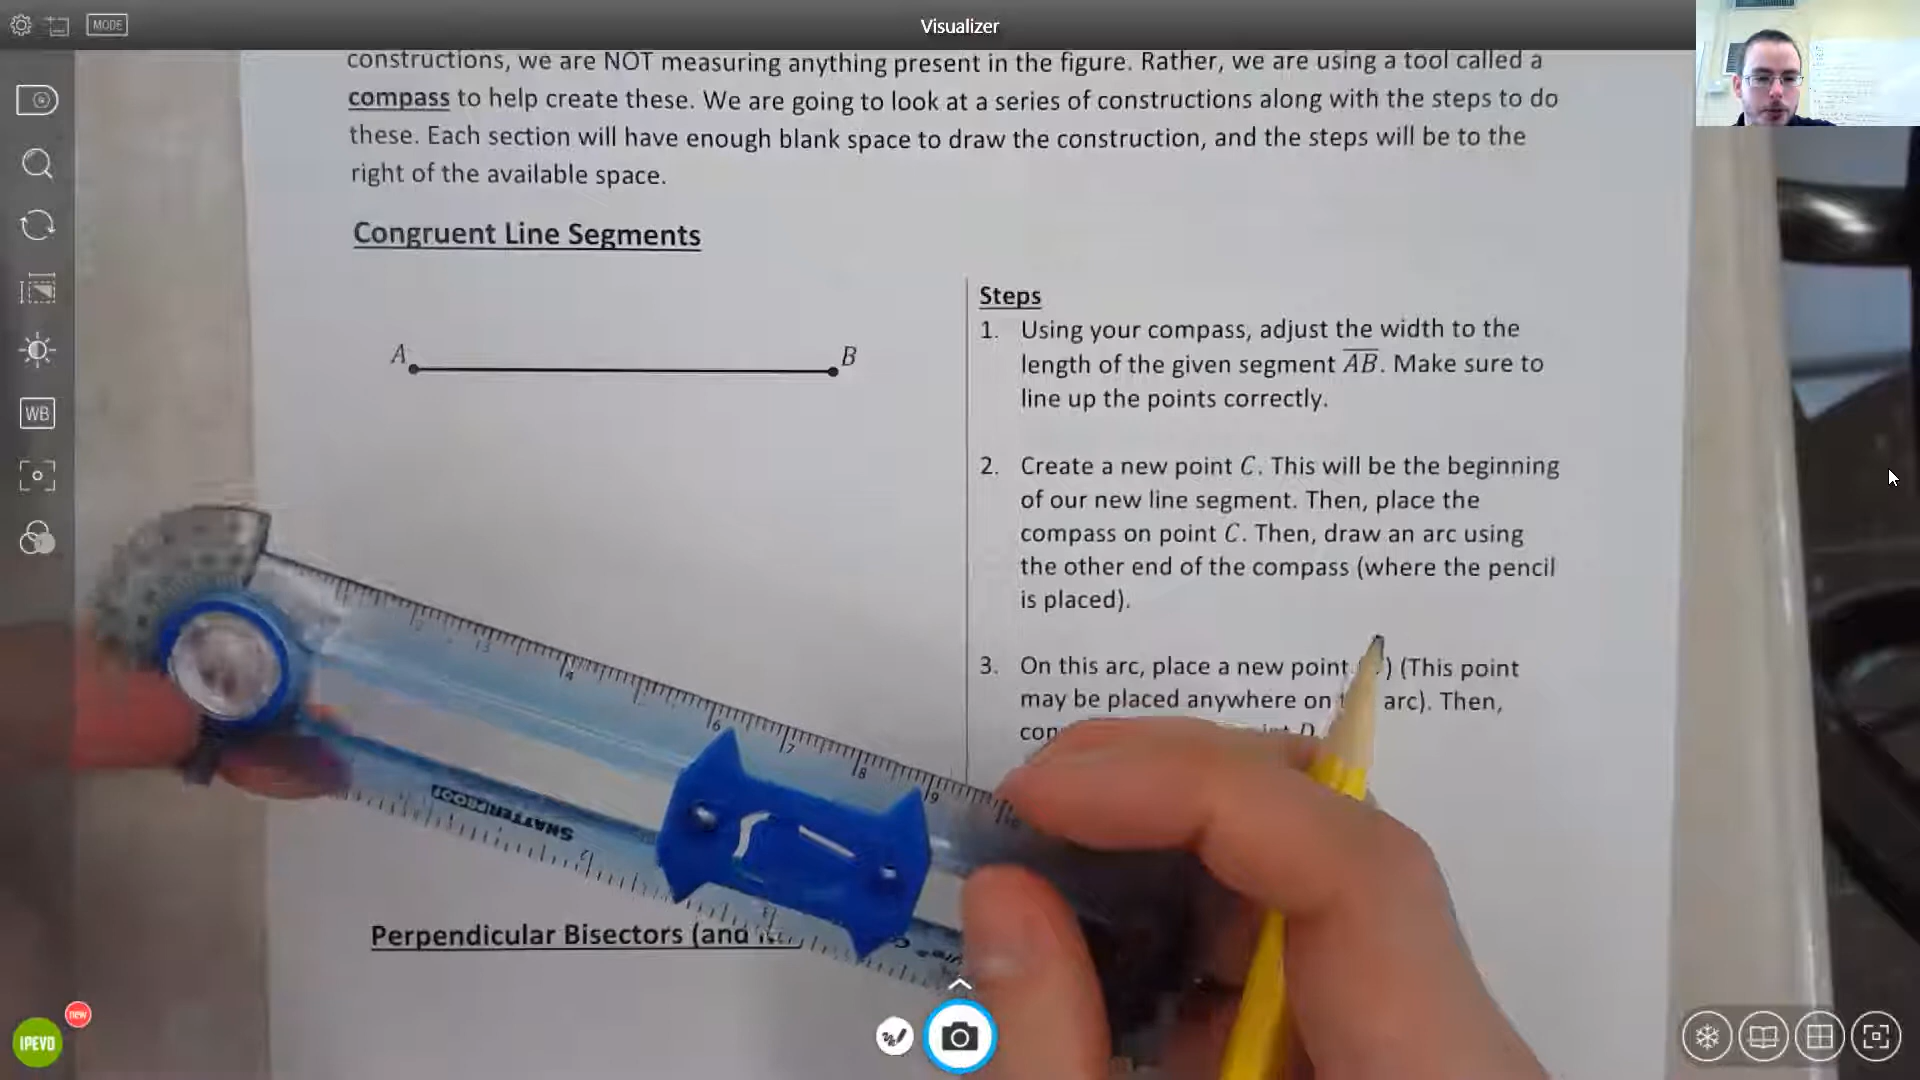 MODE
Visualizer
constructions, we are NOT measuring anything present in the figure. Rather, we are using a tool called a
compass to help create these. We are going to look at a series of constructions along with the steps to do
these. Each section will have enough blank space to draw the construction, and the steps will be to the
right of the available space.
Congruent Line Segments
A
B
Steps
1. Using your compass, adjust the width to the
length of the given segment AB. Make sure to
line up the points correctly.
2. Create a new point C. This will be the beginning
of our new line segment. Then, place the
compass on point C. Then, draw an arc using
the other end of the compass (where the pencil
is placed).
3. On this arc, place a new point (This point
may be placed anywhere on arc). Then,
D
4
6
7
8
9
10
SHATTERPROOF
Perpendicular Bisectors (and
WB
new
IPEVO